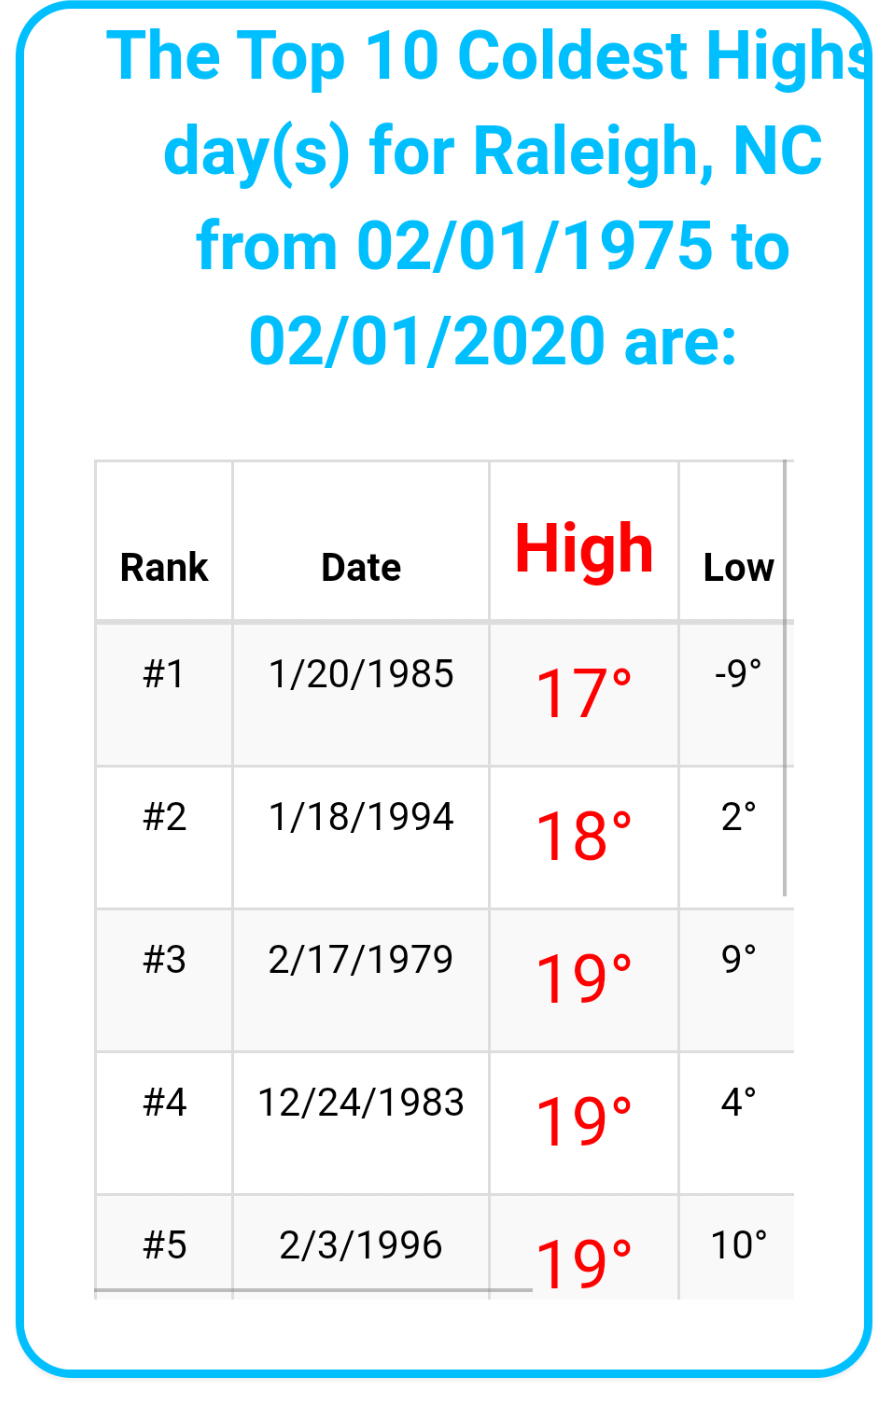 The Top 10 Coldest Highs
day(s) for Raleigh, NC
from 02/01/1975 to
02/01/2020 are:
Rank Date High Low
#1 1/20/1985 17° -9°
#2 1/18/1994 18° 2°
#3 2/17/1979 19° 9°
#4 12/24/1983 19° 4°
#5 2/3/1996 19° 10°